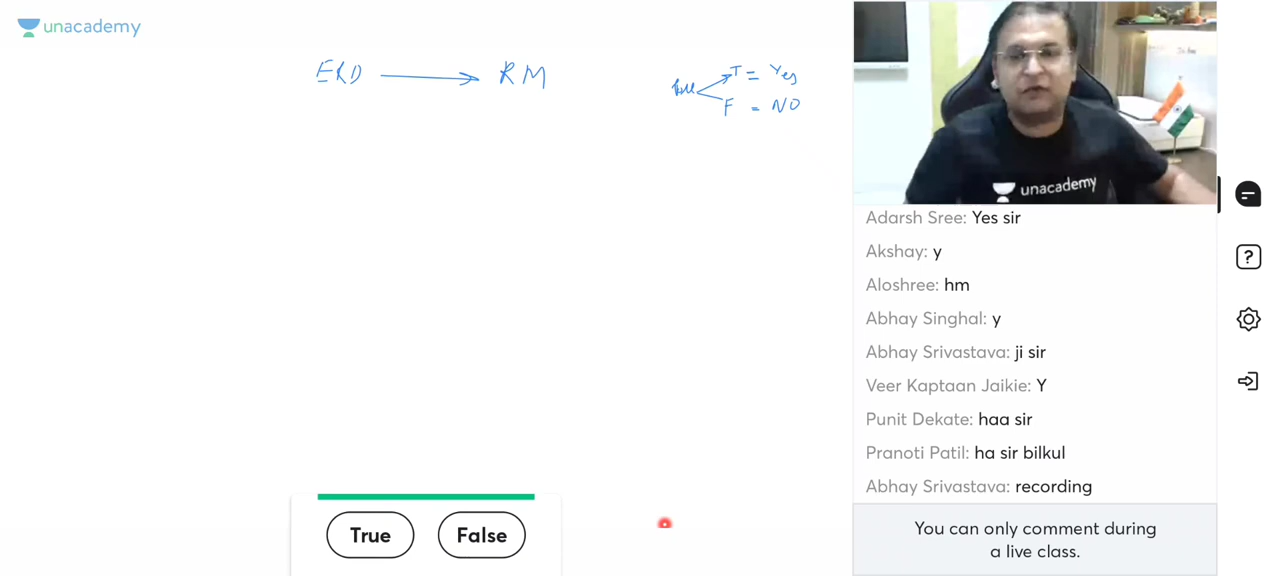 unacademy
ERD → RM
T = Yes
F = NO
unacademy
Adarsh Sree: Yes sir
Akshay: y
Aloshree: hm
Abhay Singhal: y
Abhay Srivastava: ji sir
Veer Kaptaan Jaikie: Y
Punit Dekate: haa sir
Pranoti Patil: ha sir bilkul
Abhay Srivastava: recording
You can only comment during
a live class.
True False
?